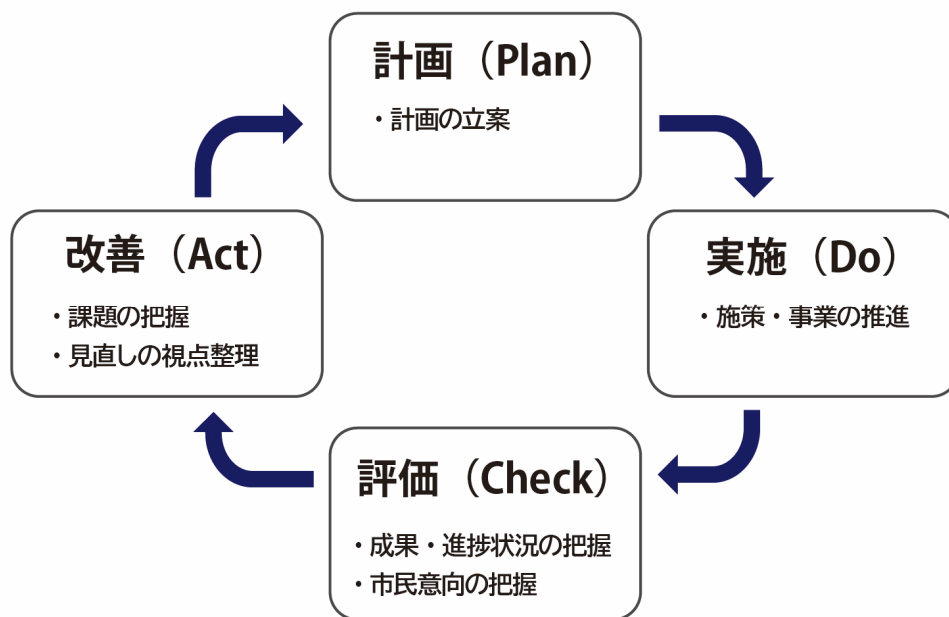 計画（Plan）
・計画の立案
実施（Do）
・施策・事業の推進
評価（Check）
・成果・進捗状況の把握
・市民意向の把握
改善（Act）
・課題の把握
・見直しの視点整理